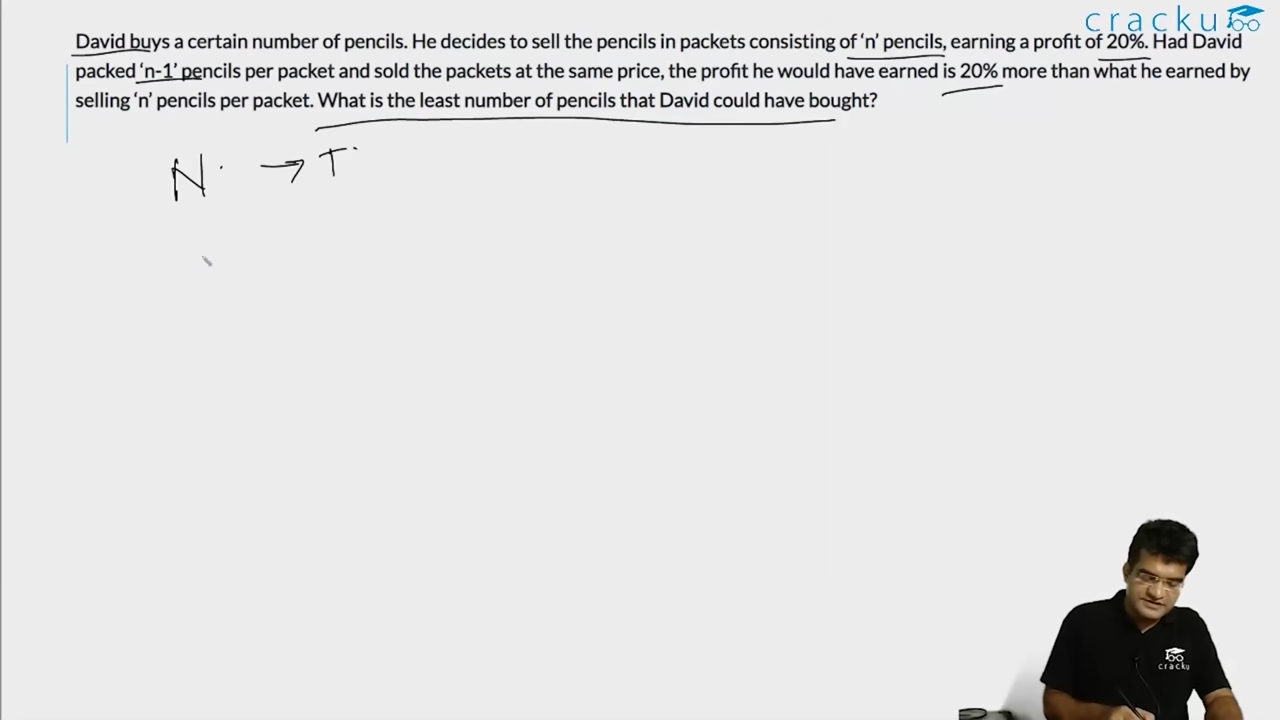 cracku
David buys a certain number of pencils. He decides to sell the pencils in packets consisting of 'n' pencils, earning a profit of 20%. Had David
packed 'n-1' pencils per packet and sold the packets at the same price, the profit he would have earned is 20% more than what he earned by
selling 'n' pencils per packet. What is the least number of pencils that David could have bought?
N. → T.
cracku